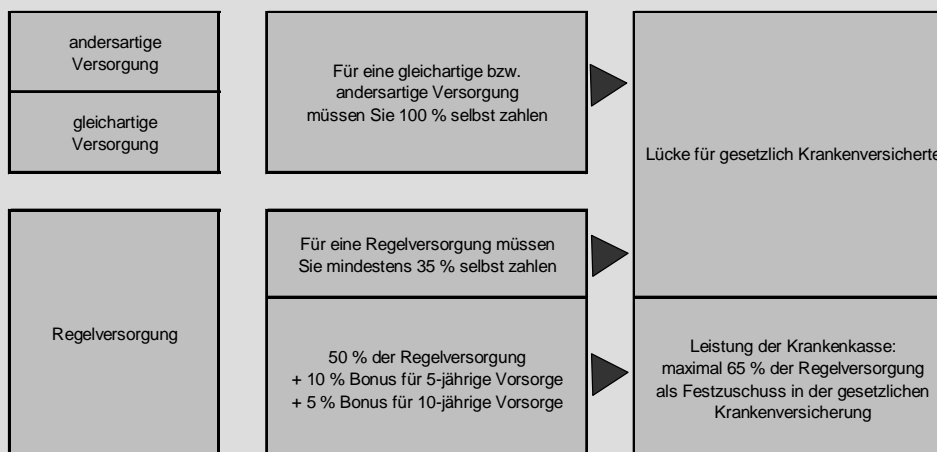 andersartige
Versorgung
gleichartige
Versorgung
Für eine gleichartige bzw.
andersartige Versorgung
müssen Sie 100 % selbst zahlen
Lücke für gesetzlich Krankenversicherte
Regelversorgung
Für eine Regelversorgung müssen
Sie mindestens 35 % selbst zahlen
50 % der Regelversorgung
+ 10 % Bonus für 5-jährige Vorsorge
+ 5 % Bonus für 10-jährige Vorsorge
Leistung der Krankenkasse:
maximal 65 % der Regelversorgung
als Festzuschuss in der gesetzlichen
Krankenversicherung